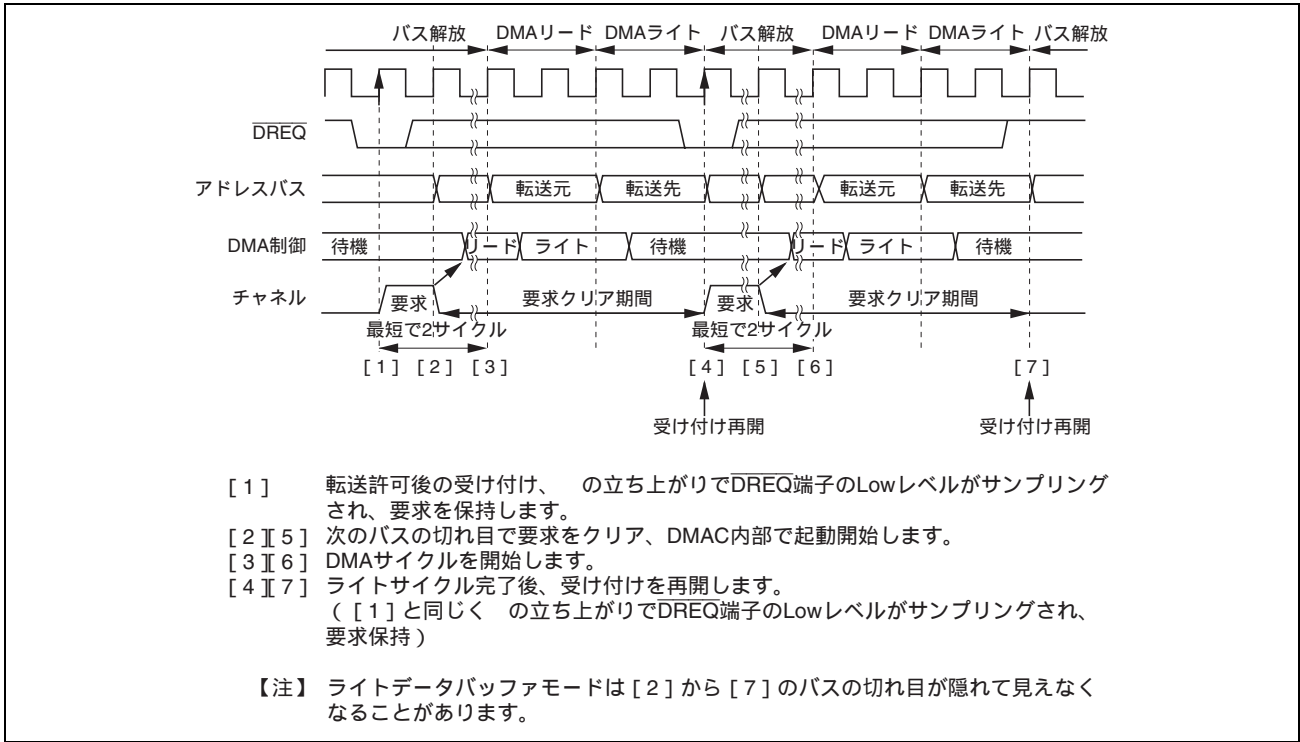 バス解放 DMAリード DMAライト バス解放 DMAリード DMAライト バス解放
DREQ
アドレスバス 転送元 転送先 転送元 転送先
DMA制御 待機 リード ライト 待機 リード ライト 待機
チャネル 要求 要求クリア期間 要求 要求クリア期間
最短で2サイクル 最短で2サイクル
[1] [2] [3] [4] [5] [6] [7]
受け付け再開 受け付け再開
[1] 転送許可後の受け付け、 の立ち上がりでDREQ端子のLowレベルがサンプリング
され、要求を保持します。
[2][5] 次のバスの切れ目で要求をクリア、DMAC内部で起動開始します。
[3][6] DMAサイクルを開始します。
[4][7] ライトサイクル完了後、受け付けを再開します。
([1]と同じく の立ち上がりでDREQ端子のLowレベルがサンプリングされ、
要求保持)
【注】 ライトデータバッファモードは[2]から[7]のバスの切れ目が隠れて見えなく
なることがあります。